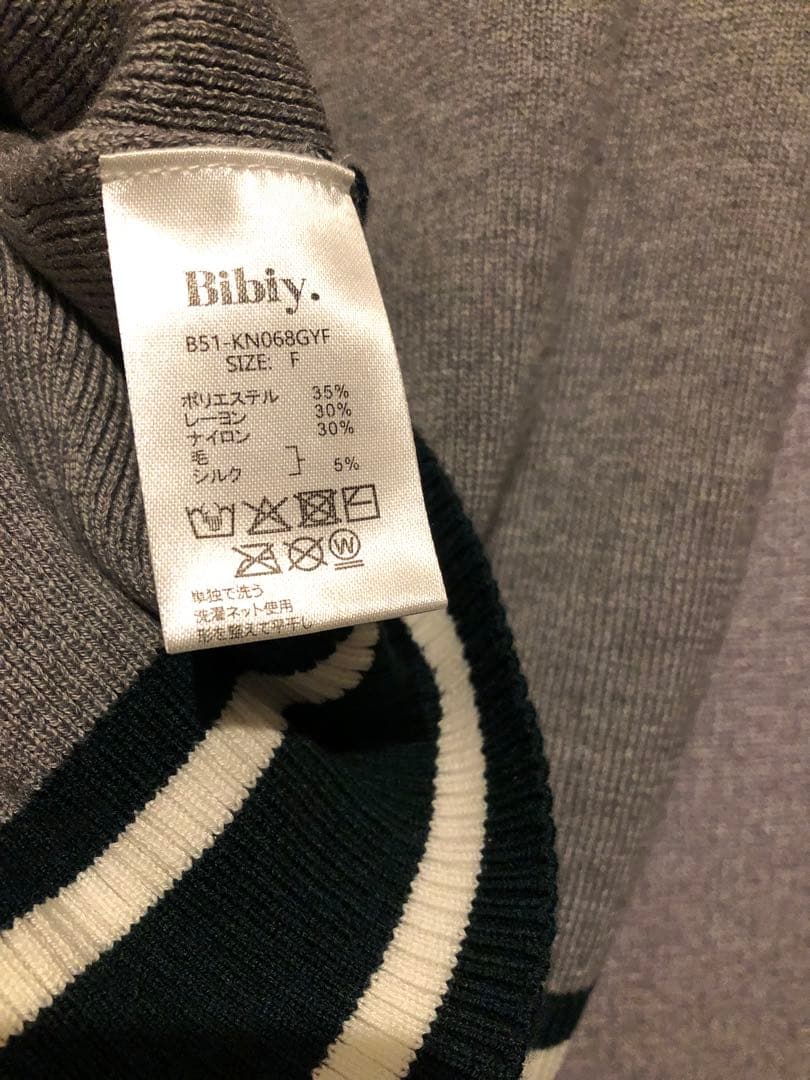 Bibiy.
B51-KN068GYF
SIZE: F
ポリエステル 35%
レーヨン 30%
ナイロン 30%
毛
シルク 5%
W
単独で洗う
洗濯ネット使用
形を整えて平干し